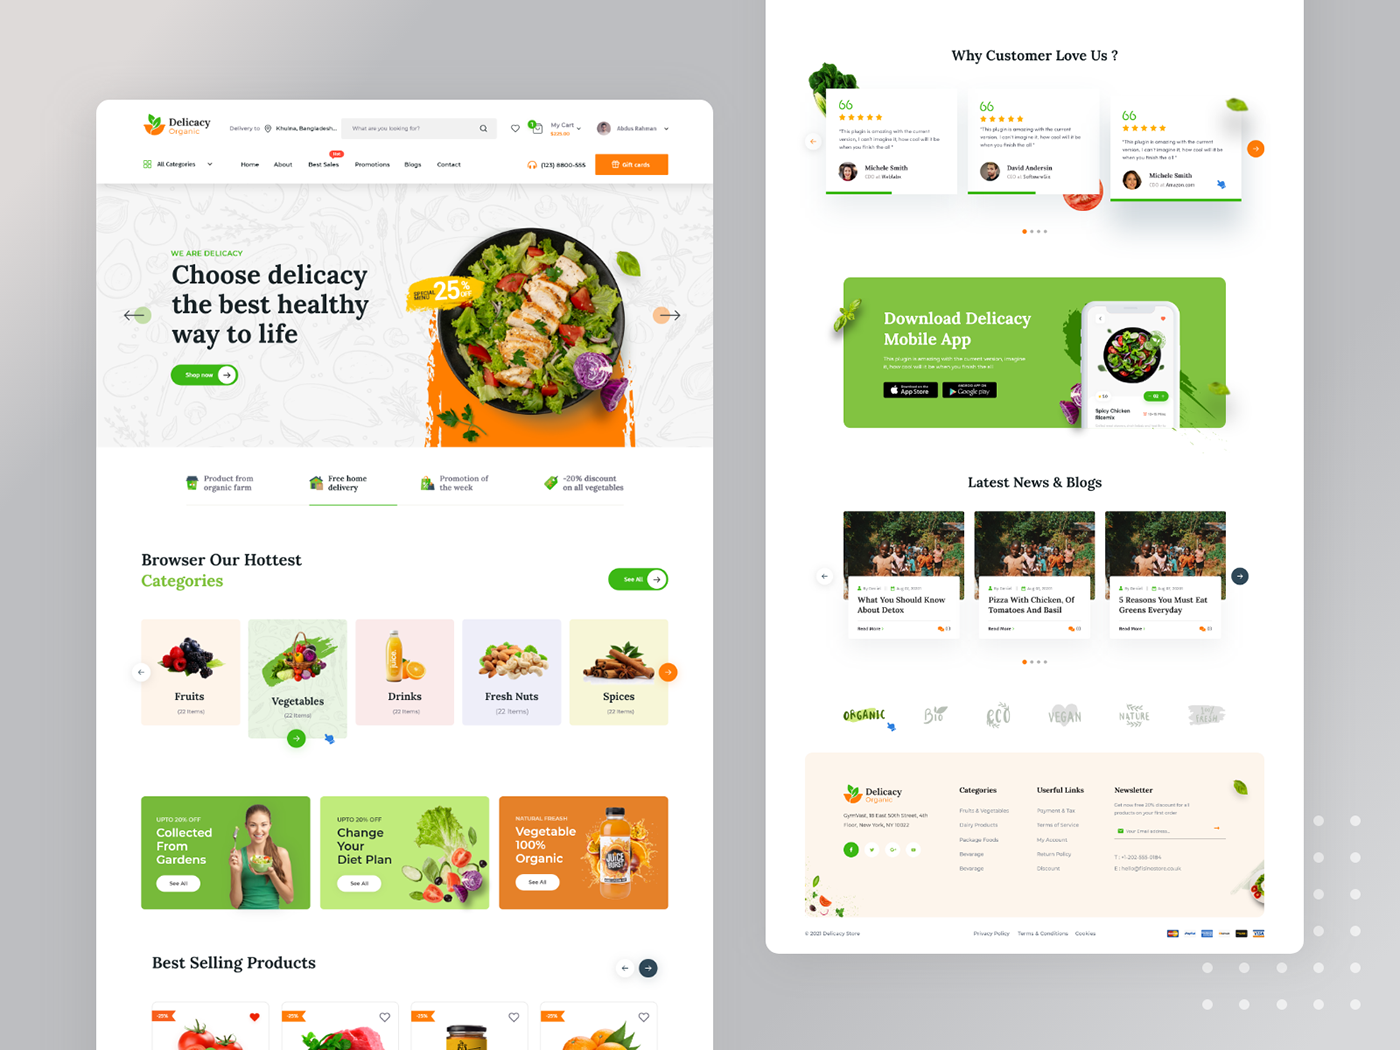 Delicacy
Organic
Delivery to
Khulna, Bangladesh...
What are you looking for?
1
My Cart
Abdus Rahman
All Categories
Home
About
Best Sales
Hot
Promotions
Blogs
Contact
(123) 8800-555
Gift cards
WE ARE DELICACY
Choose delicacy
the best healthy
way to life
Shop now
SPECIAL
MENU
25%
OFF
Product from
organic farm
Free home
delivery
Promotion of
the week
-20% discount
on all vegetables
Browser Our Hottest
Categories
See All
Fruits
(22 Items)
Vegetables
(22 Items)
Drinks
(22 Items)
Fresh Nuts
(22 Items)
Spices
(22 Items)
UPTO 20% OFF
Collected
From
Gardens
See All
UPTO 20% OFF
Change
Your
Diet Plan
See All
NATURAL FREASH
Vegetable
100%
Organic
See All
JUICE
BURST
Best Selling Products
-25%
-25%
-25%
-25%
Why Customer Love Us ?
"This plugin is amazing with the current
version, I can't imagine it, how cool will it be
when you finish the all."
Michele Smith
"This plugin is amazing with the current
version, I can't imagine it, how cool will it be
when you finish the all."
David Andersin
"This plugin is amazing with the current
version, I can't imagine it, how cool will it be
when you finish the all."
Michele Smith
CEO at Amazon.com
Download Delicacy
Mobile App
This plugin is amazing with the current version, imagine
it, how cool will it be when you finish the all
Download on the
App Store
ANDROID APP ON
Google play
Spicy Chicken
Latest News & Blogs
What You Should Know
About Detox
Read More
Pizza With Chicken, Of
Tomatoes And Basil
Read More
5 Reasons You Must Eat
Greens Everyday
Read More
ORGANIC
BIO
ECO
VEGAN
FREE
NATURE
Delicacy
Organic
GymVast, 18 East 50th Street, 4th
Floor, New York, NY 10022
Categories
Fruits & Vegetables
Dairy Products
Package Foods
Beverage
Beverage
Userful Links
Payment & Tax
Terms of Service
My Account
Return Policy
Discount
Newsletter
Get now free 20% discount for all
products on your first order
Your Email address...
T : +1-202-555-0184
© 2021 Delicacy Store
Privacy Policy
Terms & Conditions
Cookies
PayPal
VISA